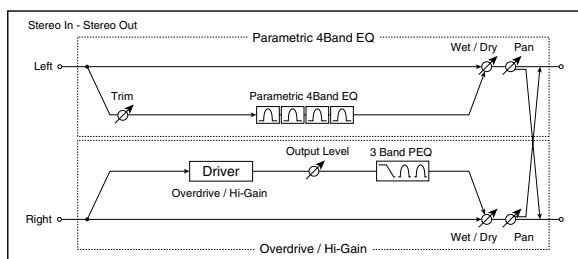 Stereo In - Stereo Out
Parametric 4Band EQ
Wet / Dry
Pan
Left
Trim
Parametric 4Band EQ
Output Level
3 Band PEQ
Driver
Overdrive / Hi-Gain
Right
Wet / Dry
Pan
Overdrive / Hi-Gain